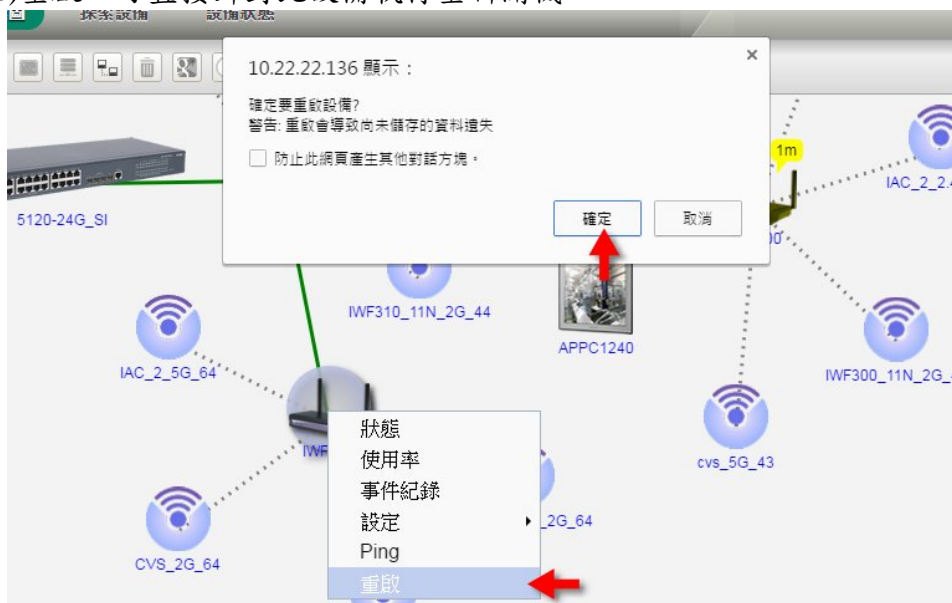 探索設備
設備狀態
10.22.22.136 顯示：
確定要重啟設備?
警告: 重啟會導致尚未儲存的資料遺失
防止此網頁產生其他對話方塊。
確定
取消
1m
IAC_2_2.4
5120-24G_SI
IWF310_11N_2G_44
APPC1240
IAC_2_5G_64
IWF300_11N_2G_
狀態
使用率
事件紀錄
設定
Ping
重啟
IWF
cvs_5G_43
_2G_64
CVS_2G_64